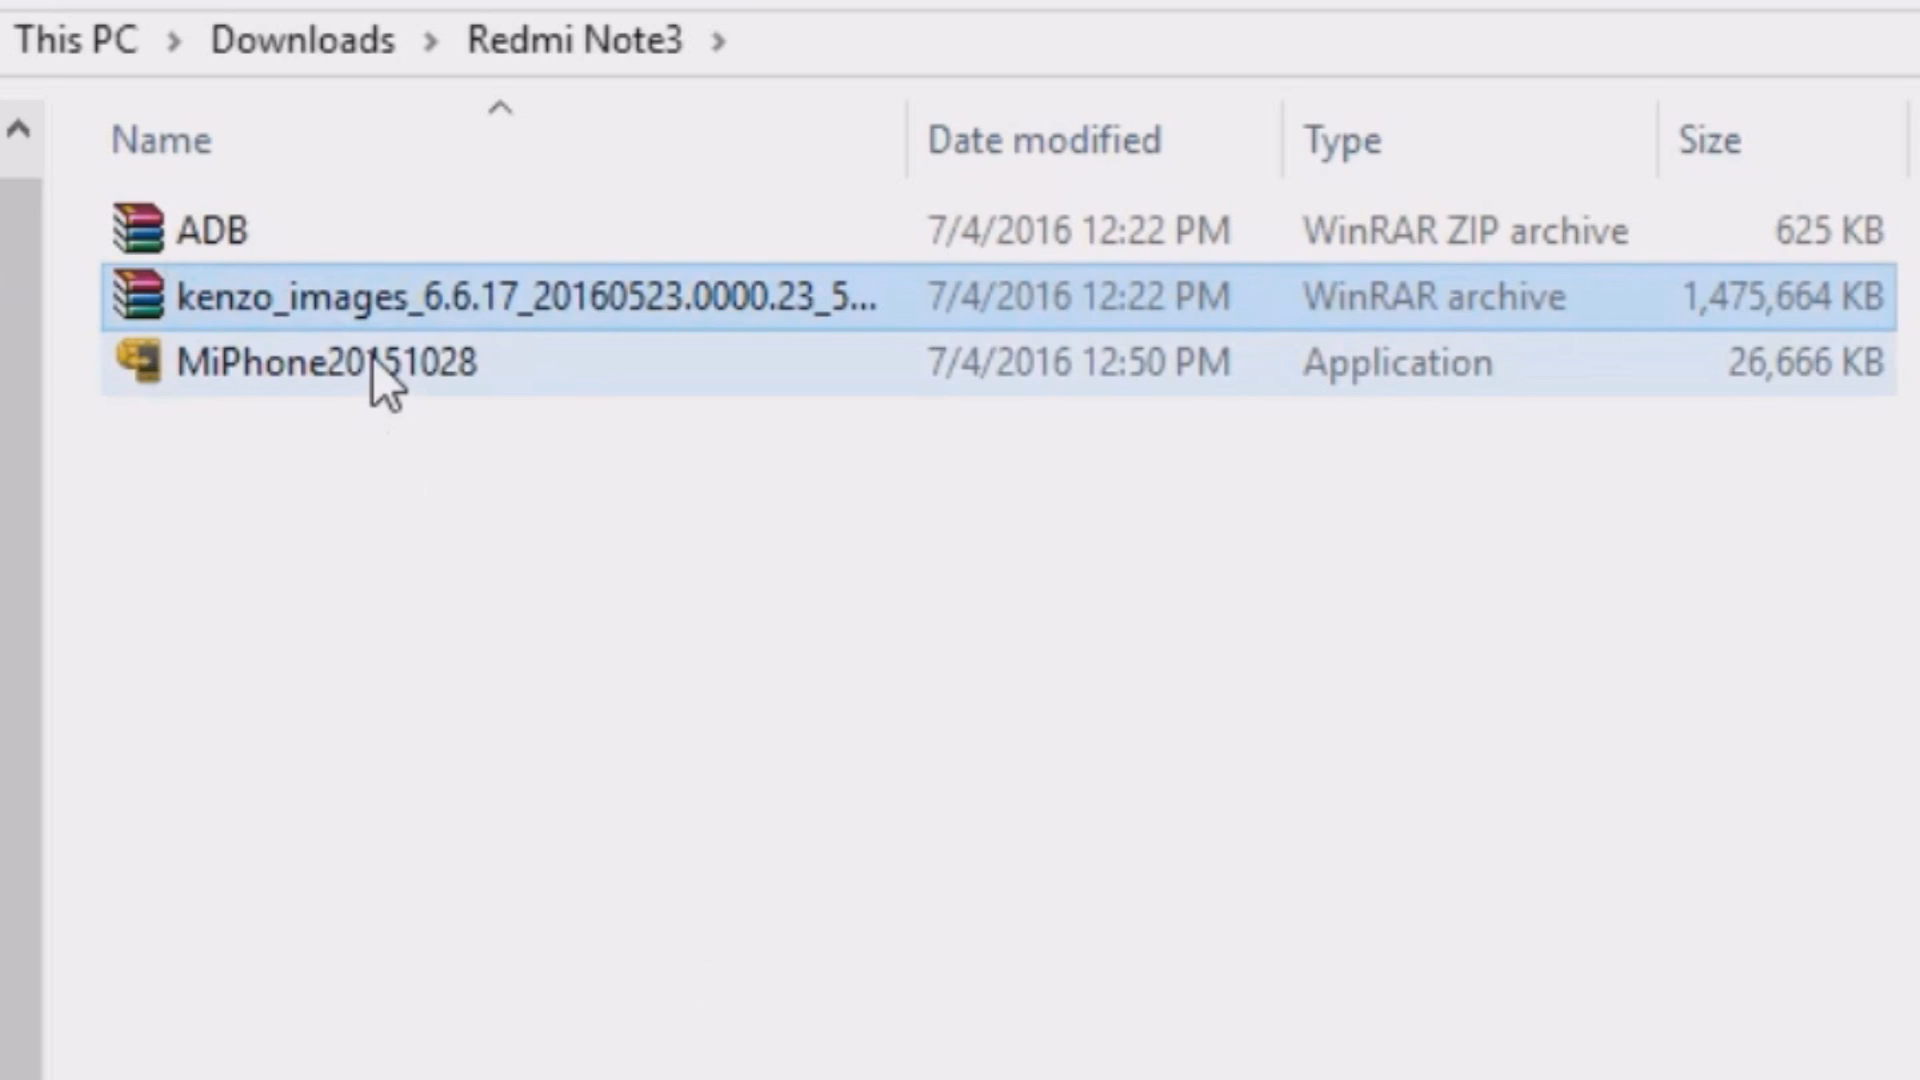 This PC > Downloads > Redmi Note3 >
Name Date modified Type Size
ADB 7/4/2016 12:22 PM WinRAR ZIP archive 625 KB
kenzo_images_6.6.17_20160523.0000.23_5... 7/4/2016 12:22 PM WinRAR archive 1,475,664 KB
MiPhone20151028 7/4/2016 12:50 PM Application 26,666 KB